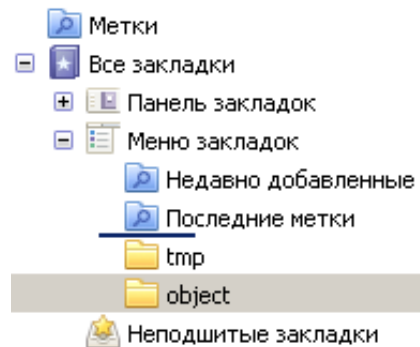 Метки
Все закладки
Панель закладок
Меню закладок
Недавно добавленные
Последние метки
tmp
object
Неподшитые закладки